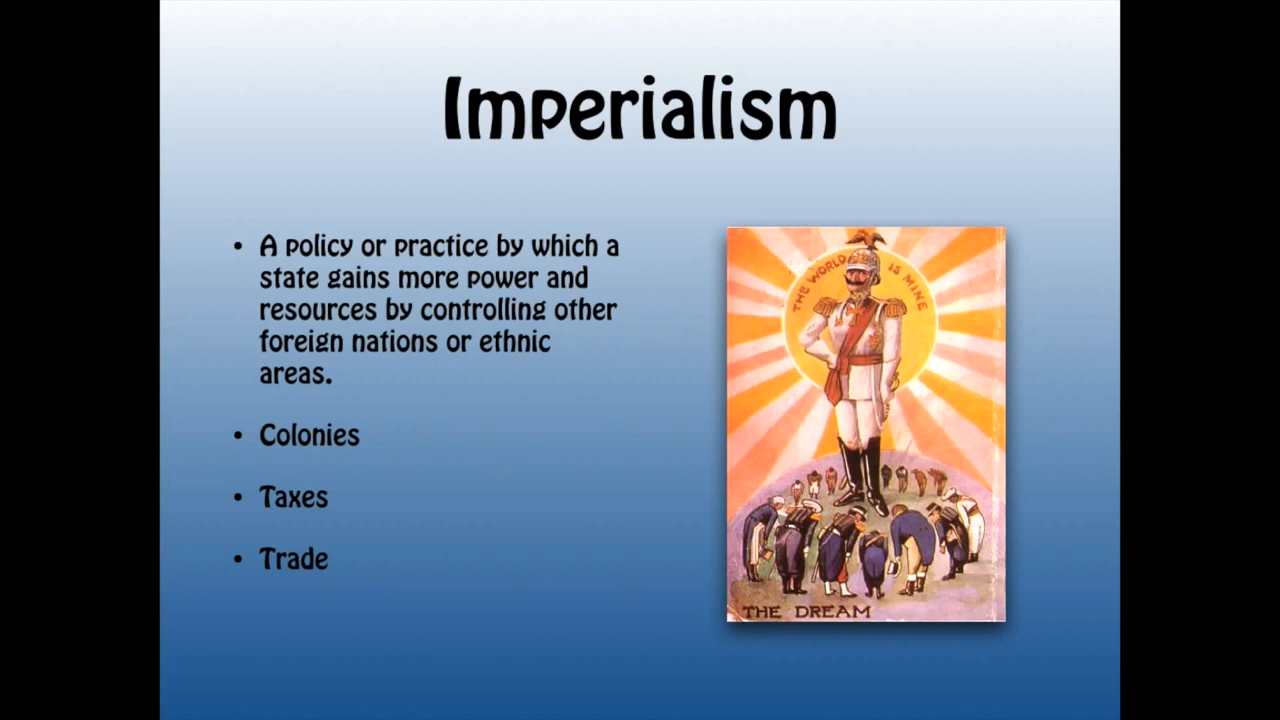 Imperialism
• A policy or practice by which a
state gains more power and
resources by controlling other
foreign nations or ethnic
areas.
• Colonies
• Taxes
• Trade
THE WORLD IS MINE
THE DREAM